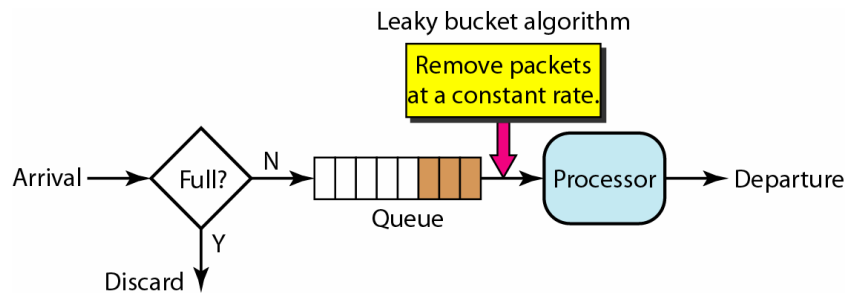 Leaky bucket algorithm
Remove packets
at a constant rate.
Arrival
Full?
N
Processor
Departure
Queue
Y
Discard